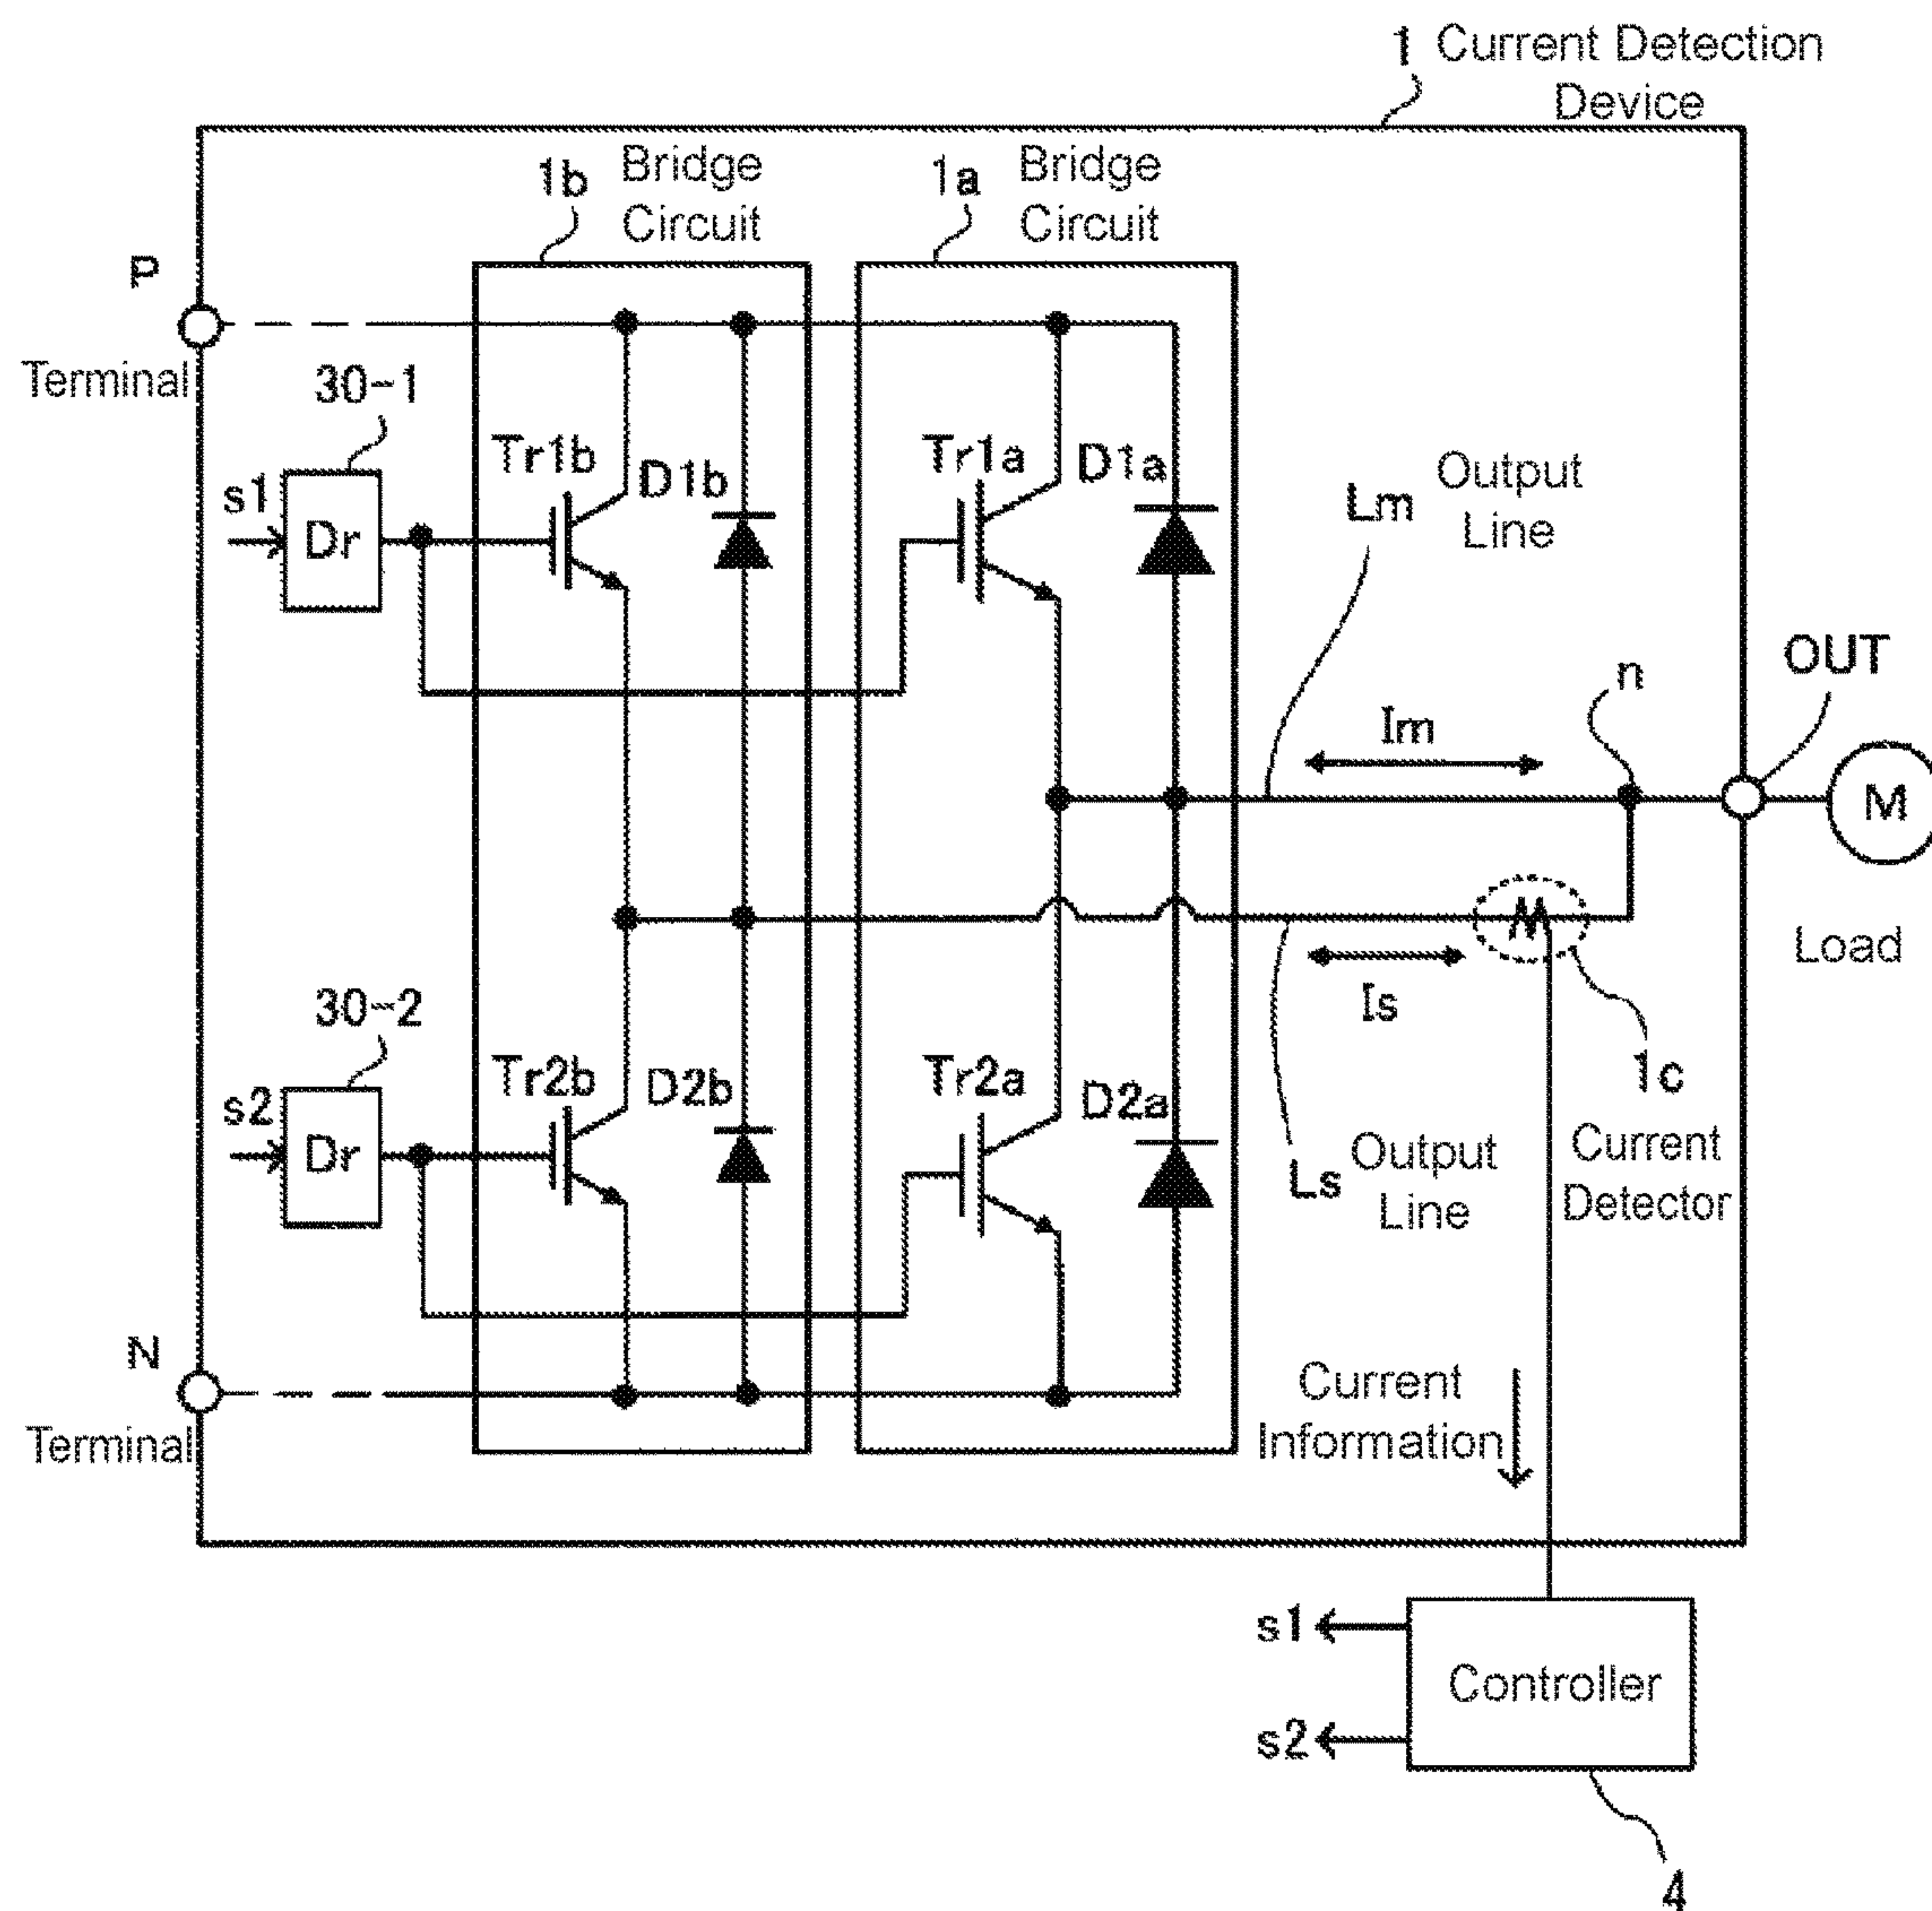 1 Current Detection
Device
1b Bridge
Circuit
1a Bridge
Circuit
P
Terminal
30-1
s1
Dr
Tr1b
D1b
Tr1a
D1a
Lm
Output
Line
OUT
n
Im
M
Load
Is
1c
Current
Detector
30-2
s2
Dr
Tr2b
D2b
Tr2a
D2a
Ls
Output
Line
N
Terminal
Current
Information
s1
Controller
s2
4